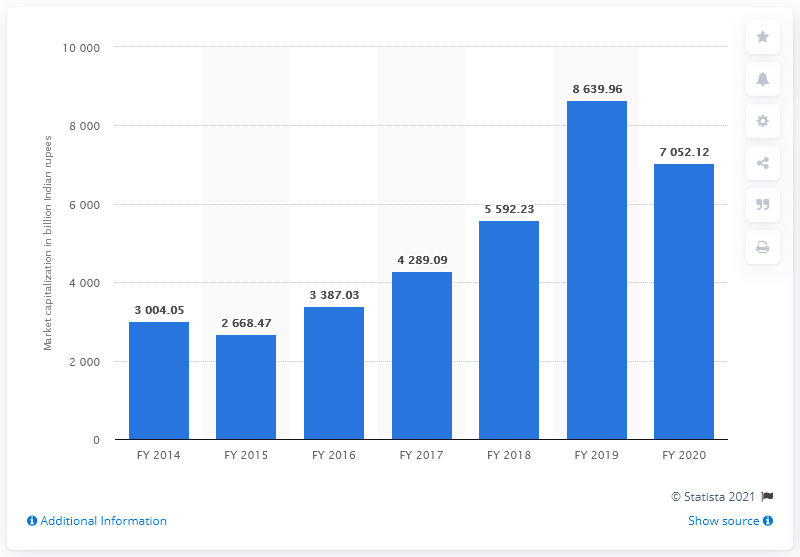 Market capitalization in billion Indian rupees
10 000
8 000
6 000
4 000
2 000
0
3 004.05
2 668.47
3 387.03
4 289.09
5 592.23
8 639.96
7 052.12
FY 2014
FY 2015
FY 2016
FY 2017
FY 2018
FY 2019
FY 2020
© Statista 2021
Additional Information
Show source